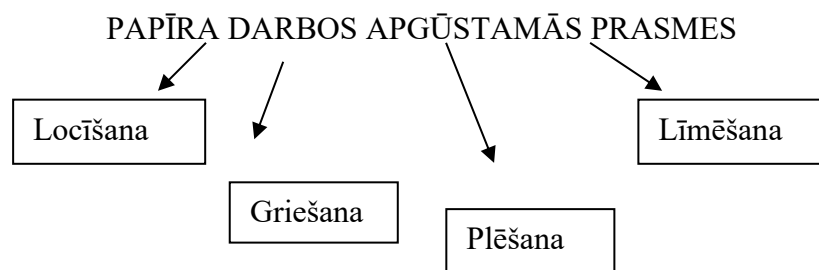 PAPĪRA DARBOS APGŪSTAMĀS PRASMES
Locīšana
Līmēšana
Griešana
Plēšana